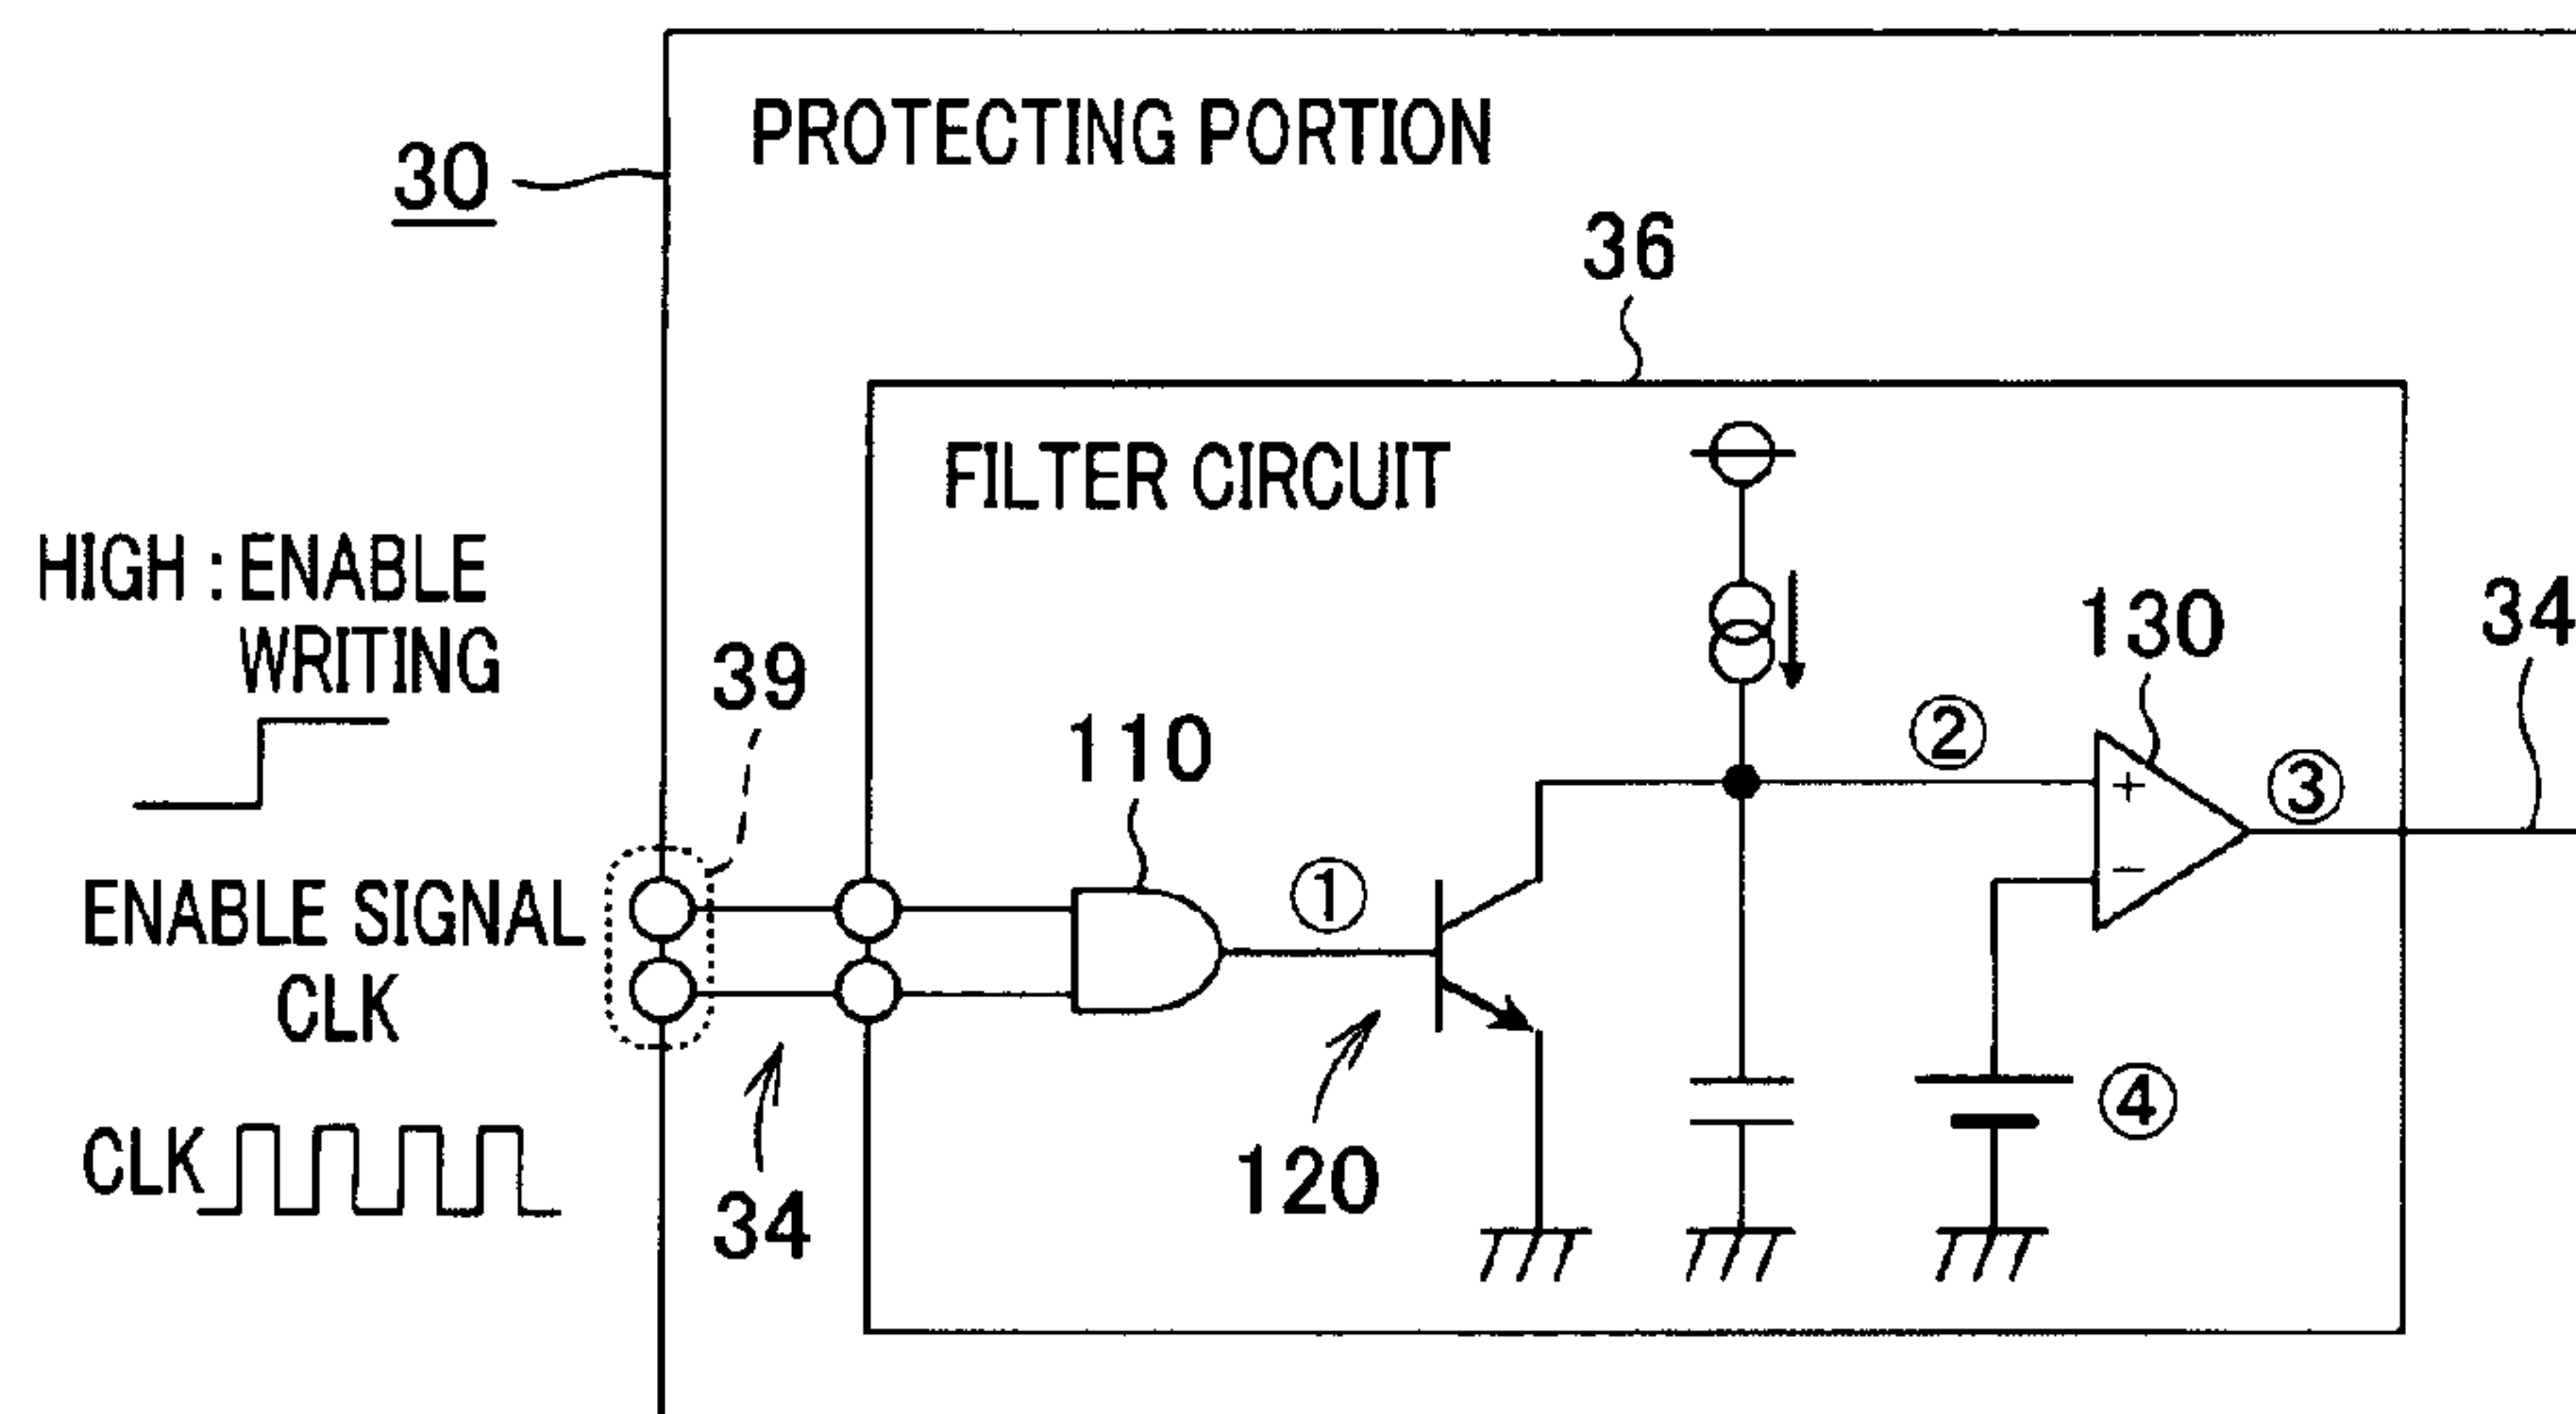 PROTECTING PORTION
30
36
FILTER CIRCUIT
HIGH : ENABLE
WRITING
39
110
130
34
②
③
+
−
①
ENABLE SIGNAL
CLK
④
CLK
34
120